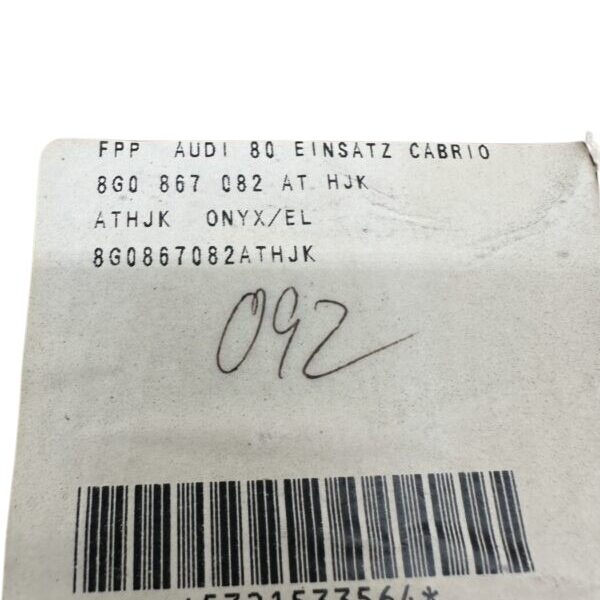 FPP AUDI 80 EINSATZ CABRIO
8G0 867 082 AT HJK
ATHJK ONYX/EL
8G0867082ATHJK
092